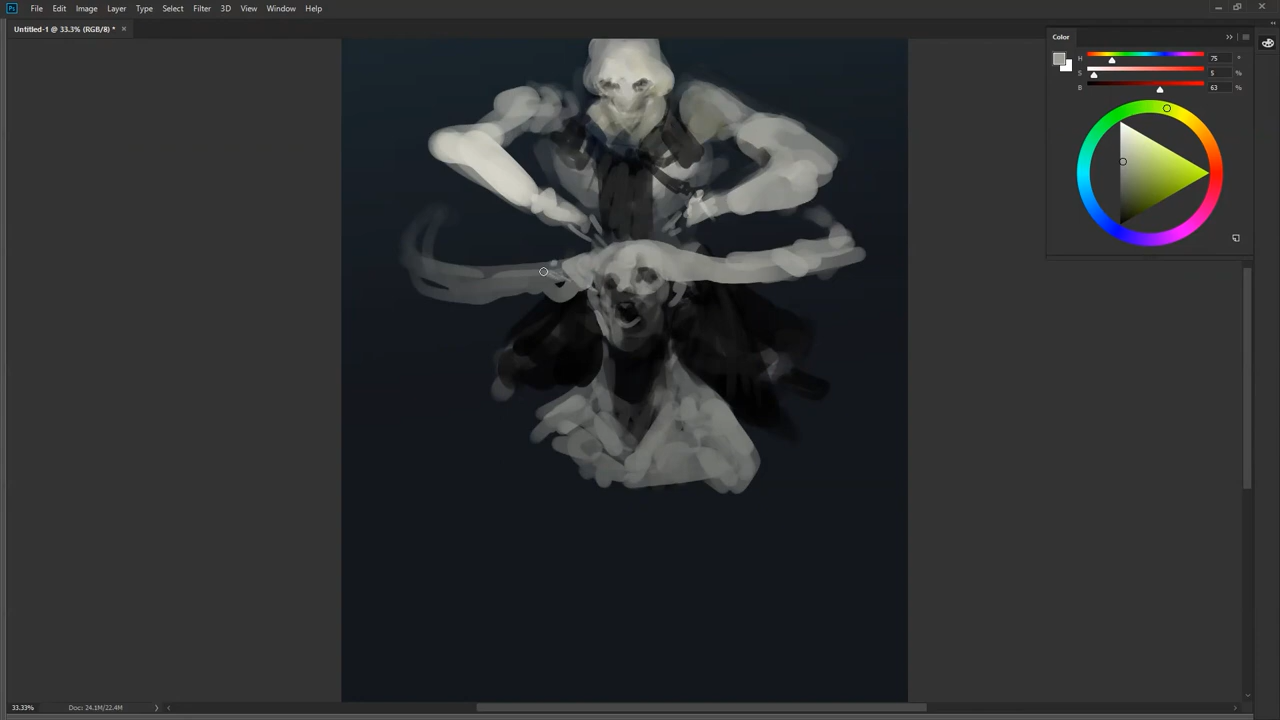 Ps File Edit Image Layer Type Select Filter 3D View Window Help
Untitled-1 @ 33.3% (RGB/8) * ×
Color
H 75 °
S 5 %
B 63 %
33.33% Doc: 24.1M/22.4M